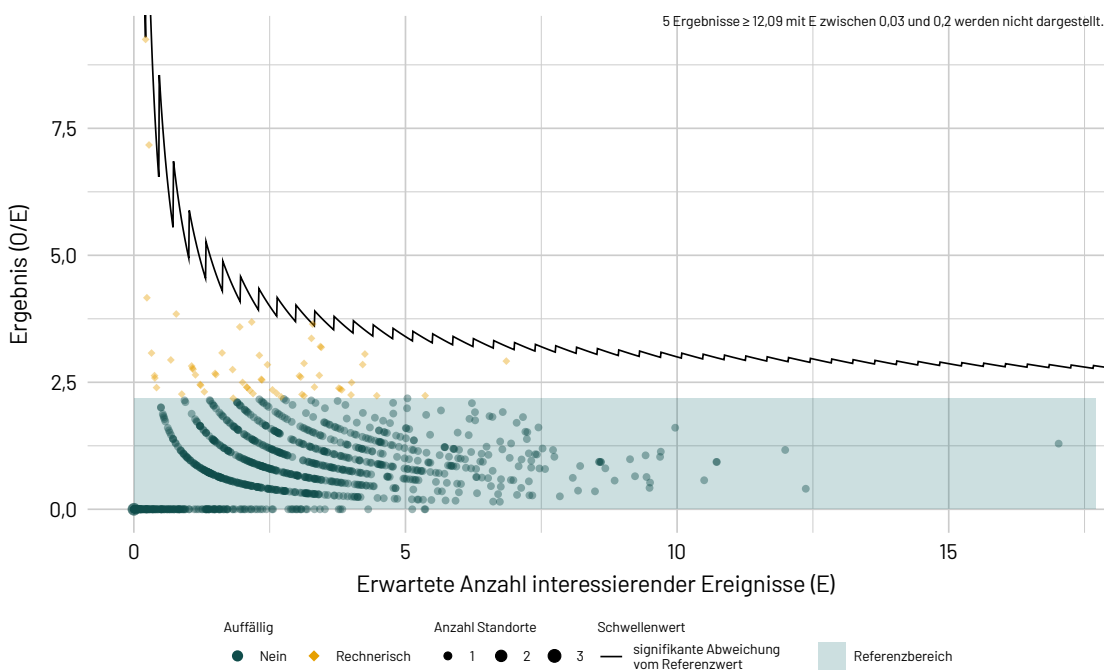 5 Ergebnisse ≥ 12,09 mit E zwischen 0,03 und 0,2 werden nicht dargestellt.
Ergebnis (O/E)
7,5
5,0
2,5
0,0
0
5
10
15
Erwartete Anzahl interessierender Ereignisse (E)
Auffällig
Nein
Rechnerisch
Anzahl Standorte
1
2
3
Schwellenwert
signifikante Abweichung
vom Referenzwert
Referenzbereich